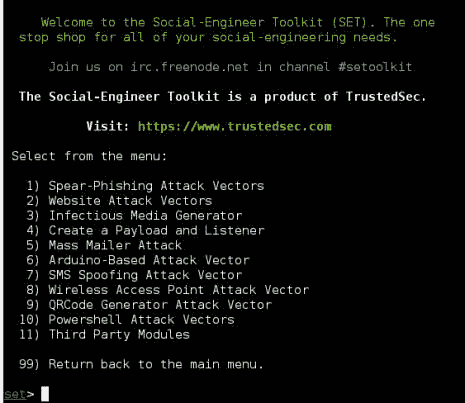 Welcome to the Social-Engineer Toolkit (SET). The one
stop shop for all of your social-engineering needs.
Join us on irc.freenode.net in channel #setoolkit
The Social-Engineer Toolkit is a product of TrustedSec.
Visit: https://www.trustedsec.com
Select from the menu:
1) Spear-Phishing Attack Vectors
2) Website Attack Vectors
3) Infectious Media Generator
4) Create a Payload and Listener
5) Mass Mailer Attack
6) Arduino-Based Attack Vector
7) SMS Spoofing Attack Vector
8) Wireless Access Point Attack Vector
9) QRCode Generator Attack Vector
10) Powershell Attack Vectors
11) Third Party Modules
99) Return back to the main menu.
set>